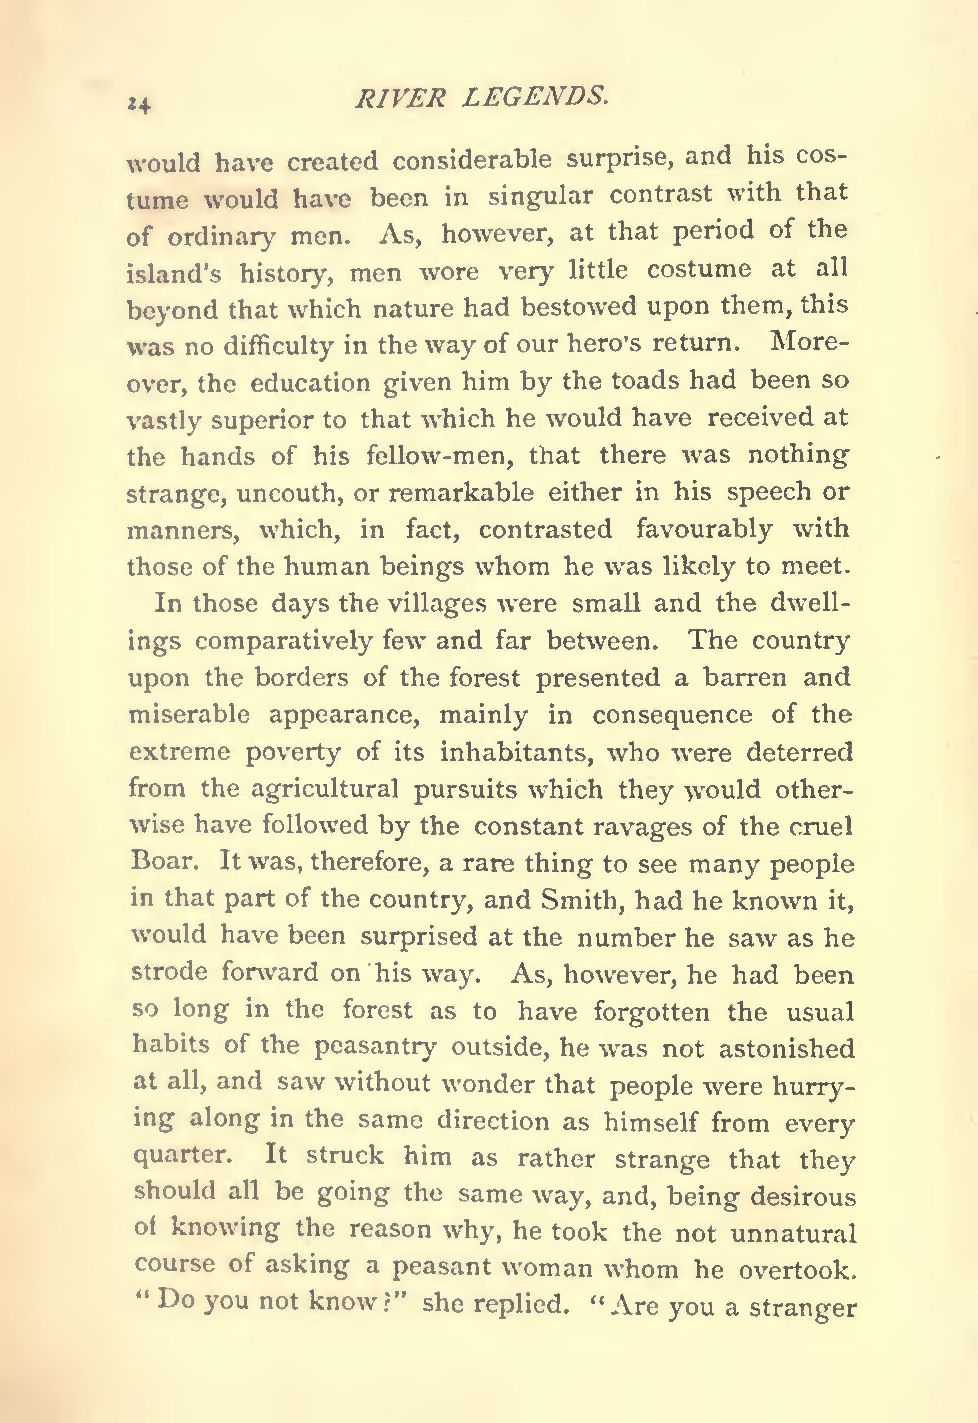 24 RIVER LEGENDS.
would have created considerable surprise, and his cos-
tume would have been in singular contrast with that
of ordinary men. As, however, at that period of the
island's history, men wore very little costume at all
beyond that which nature had bestowed upon them, this
was no difficulty in the way of our hero's return. More-
over, the education given him by the toads had been so
vastly superior to that which he would have received at
the hands of his fellow-men, that there was nothing
strange, uncouth, or remarkable either in his speech or
manners, which, in fact, contrasted favourably with
those of the human beings whom he was likely to meet.
In those days the villages were small and the dwell-
ings comparatively few and far between. The country
upon the borders of the forest presented a barren and
miserable appearance, mainly in consequence of the
extreme poverty of its inhabitants, who were deterred
from the agricultural pursuits which they would other-
wise have followed by the constant ravages of the cruel
Boar. It was, therefore, a rare thing to see many people
in that part of the country, and Smith, had he known it,
would have been surprised at the number he saw as he
strode forward on his way. As, however, he had been
so long in the forest as to have forgotten the usual
habits of the peasantry outside, he was not astonished
at all, and saw without wonder that people were hurry-
ing along in the same direction as himself from every
quarter. It struck him as rather strange that they
should all be going the same way, and, being desirous
of knowing the reason why, he took the not unnatural
course of asking a peasant woman whom he overtook.
“Do you not know?” she replied. “Are you a stranger